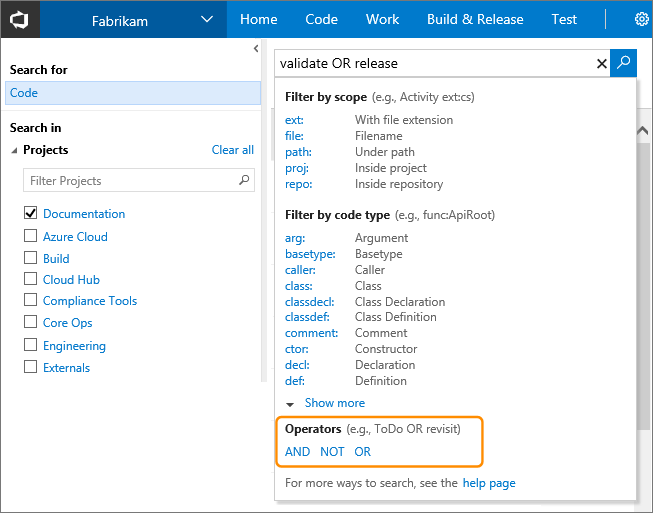 Fabrikam Home Code Work Build & Release Test
Search for
Code
Search in
Projects Clear all
Filter Projects
Documentation
Azure Cloud
Build
Cloud Hub
Compliance Tools
Core Ops
Engineering
Externals
validate OR release
Filter by scope (e.g., Activity ext:cs)
ext: With file extension
file: Filename
path: Under path
proj: Inside project
repo: Inside repository
Filter by code type (e.g., func:ApiRoot)
arg: Argument
basetype: Basetype
caller: Caller
class: Class
classdecl: Class Declaration
classdef: Class Definition
comment: Comment
ctor: Constructor
decl: Declaration
def: Definition
Show more
Operators (e.g., ToDo OR revisit)
AND NOT OR
For more ways to search, see the help page